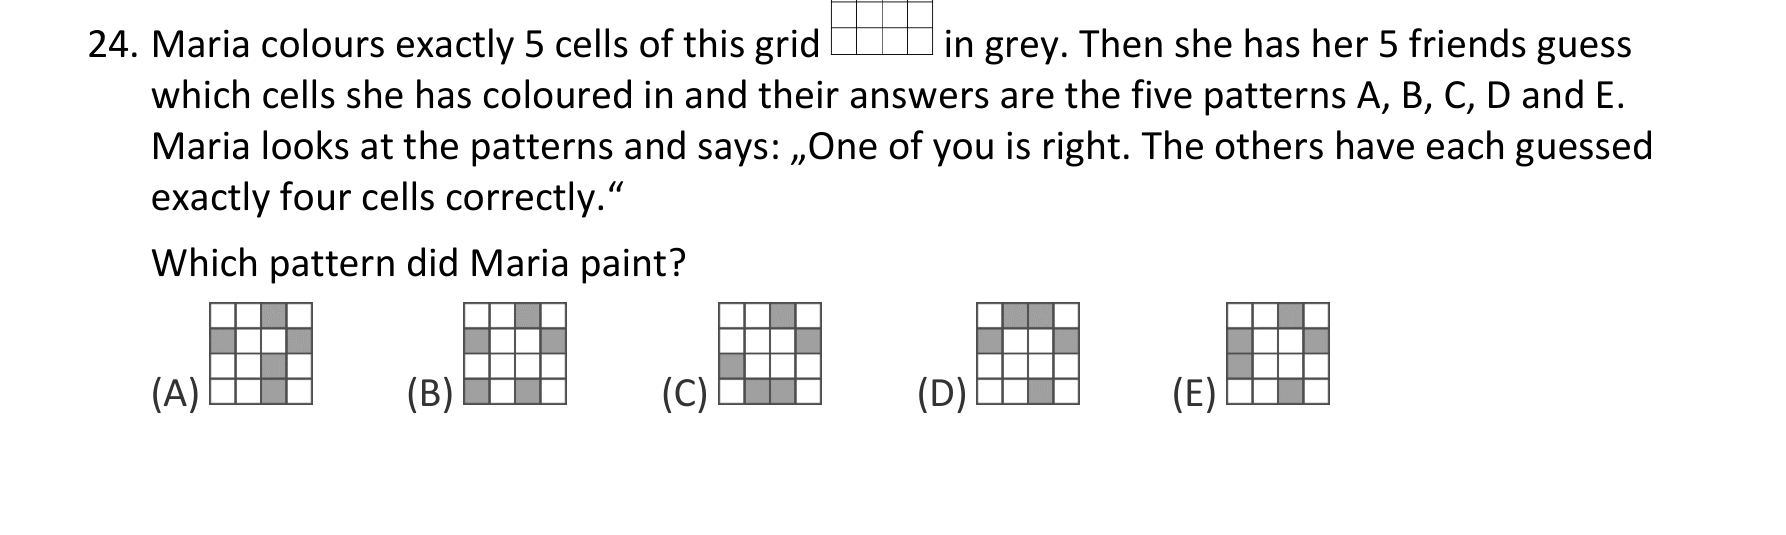 24. Maria colours exactly 5 cells of this grid in grey. Then she has her 5 friends guess
which cells she has coloured in and their answers are the five patterns A, B, C, D and E.
Maria looks at the patterns and says: „One of you is right. The others have each guessed
exactly four cells correctly.“
Which pattern did Maria paint?
(A) (B) (C) (D) (E)